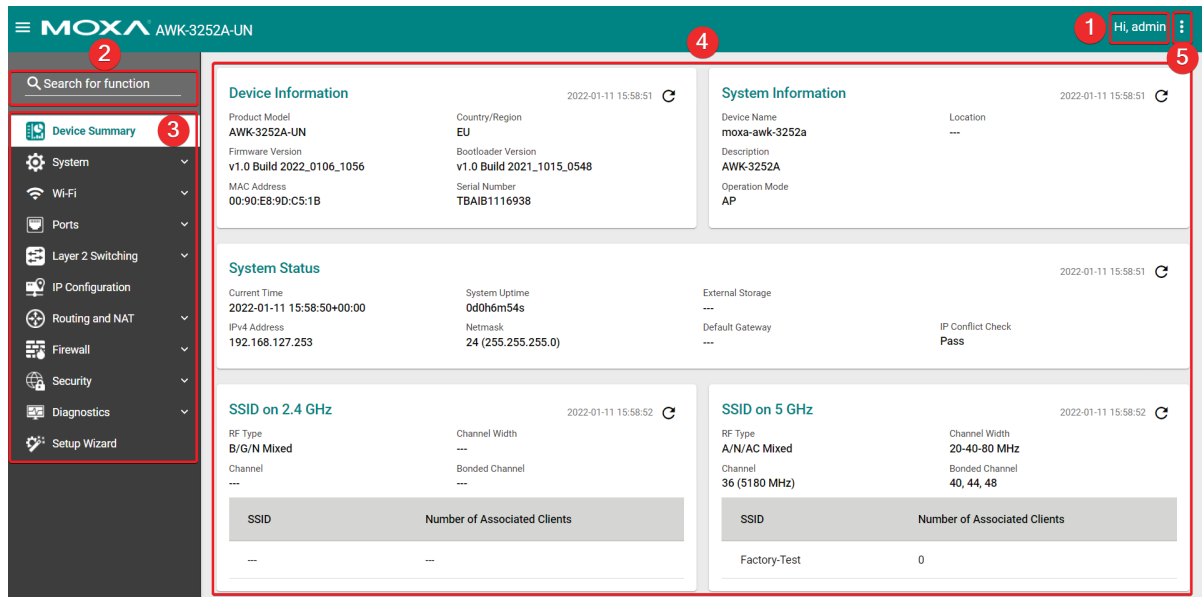 MOXA AWK-3252A-UN
1 Hi, admin
5
2
4
Search for function
Device Summary 3
System
Wi-Fi
Ports
Layer 2 Switching
IP Configuration
Routing and NAT
Firewall
Security
Diagnostics
Setup Wizard
Device Information 2022-01-11 15:58:51
Product Model Country/Region
AWK-3252A-UN EU
Firmware Version Bootloader Version
v1.0 Build 2022_0106_1056 v1.0 Build 2021_1015_0548
MAC Address Serial Number
00:90:E8:9D:C5:1B TBAIB1116938
System Information 2022-01-11 15:58:51
Device Name Location
moxa-awk-3252a ---
Description
AWK-3252A
Operation Mode
AP
System Status 2022-01-11 15:58:51
Current Time System Uptime External Storage
2022-01-11 15:58:50+00:00 0d0h6m54s ---
IPv4 Address Netmask Default Gateway IP Conflict Check
192.168.127.253 24 (255.255.255.0) --- Pass
SSID on 2.4 GHz 2022-01-11 15:58:52
RF Type Channel Width
B/G/N Mixed ---
Channel Bonded Channel
--- ---
SSID Number of Associated Clients
--- ---
SSID on 5 GHz 2022-01-11 15:58:52
RF Type Channel Width
A/N/AC Mixed 20-40-80 MHz
Channel Bonded Channel
36 (5180 MHz) 40, 44, 48
SSID Number of Associated Clients
Factory-Test 0